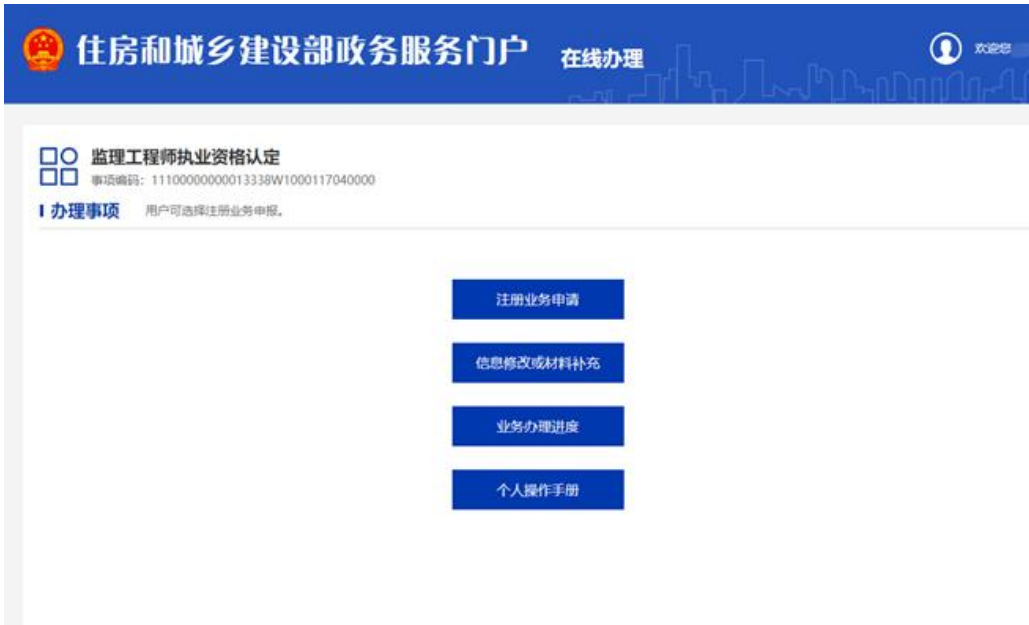 住房和城乡建设部政务服务门户 在线办理 欢迎您
监理工程师执业资格认定
事项编码：11100000000013338W1000117040000
办理事项 用户可选择注册业务申报。
注册业务申请
信息修改或材料补充
业务办理进度
个人操作手册